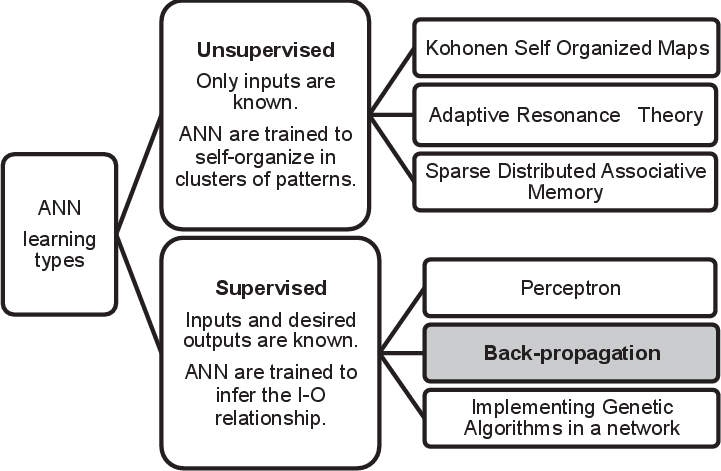 ANN
learning
types
Unsupervised
Only inputs are
known.
ANN are trained to
self-organize in
clusters of patterns.
Kohonen Self Organized Maps
Adaptive Resonance Theory
Sparse Distributed Associative
Memory
Supervised
Inputs and desired
outputs are known.
ANN are trained to
infer the I-O
relationship.
Perceptron
Back-propagation
Implementing Genetic
Algorithms in a network